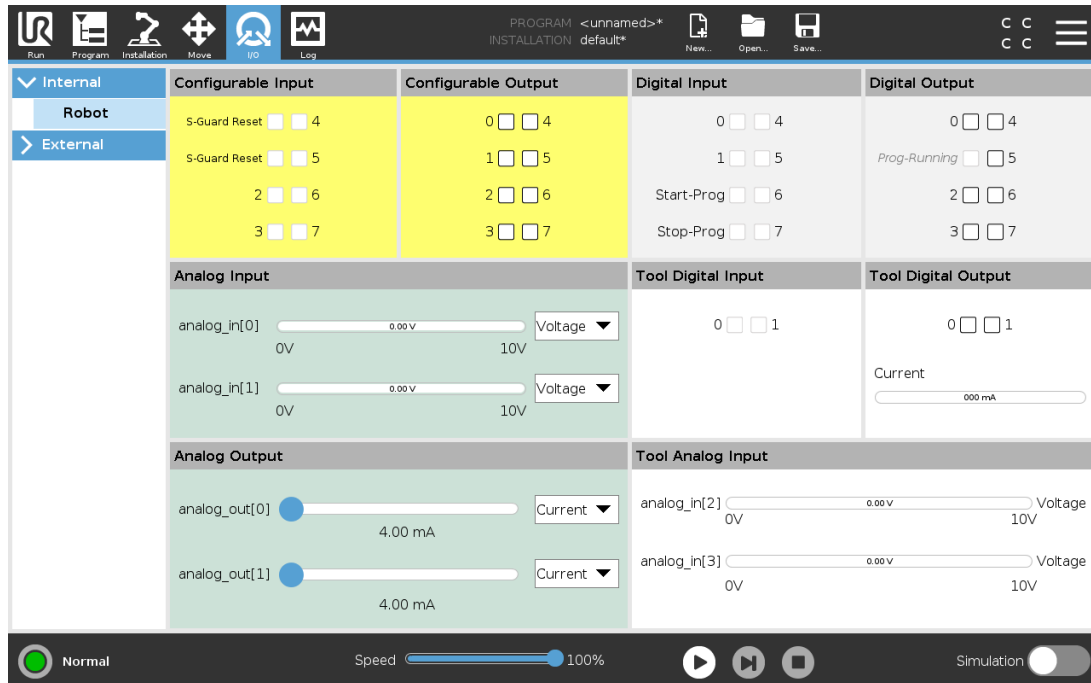 PROGRAM <unnamed>*
INSTALLATION default*
Run Program Installation Move I/O Log New... Open... Save... C C
C C
Internal
Robot
External
Configurable Input
S-Guard Reset 4
S-Guard Reset 5
2 6
3 7
Configurable Output
0 4
1 5
2 6
3 7
Digital Input
0 4
1 5
Start-Prog 6
Stop-Prog 7
Digital Output
0 4
Prog-Running 5
2 6
3 7
Analog Input
analog_in[0] 0.00 V Voltage
0V 10V
analog_in[1] 0.00 V Voltage
0V 10V
Tool Digital Input
0 1
Tool Digital Output
0 1
Current
000 mA
Analog Output
analog_out[0] Current
4.00 mA
analog_out[1] Current
4.00 mA
Tool Analog Input
analog_in[2] 0.00 V Voltage
0V 10V
analog_in[3] 0.00 V Voltage
0V 10V
Normal Speed 100% Simulation